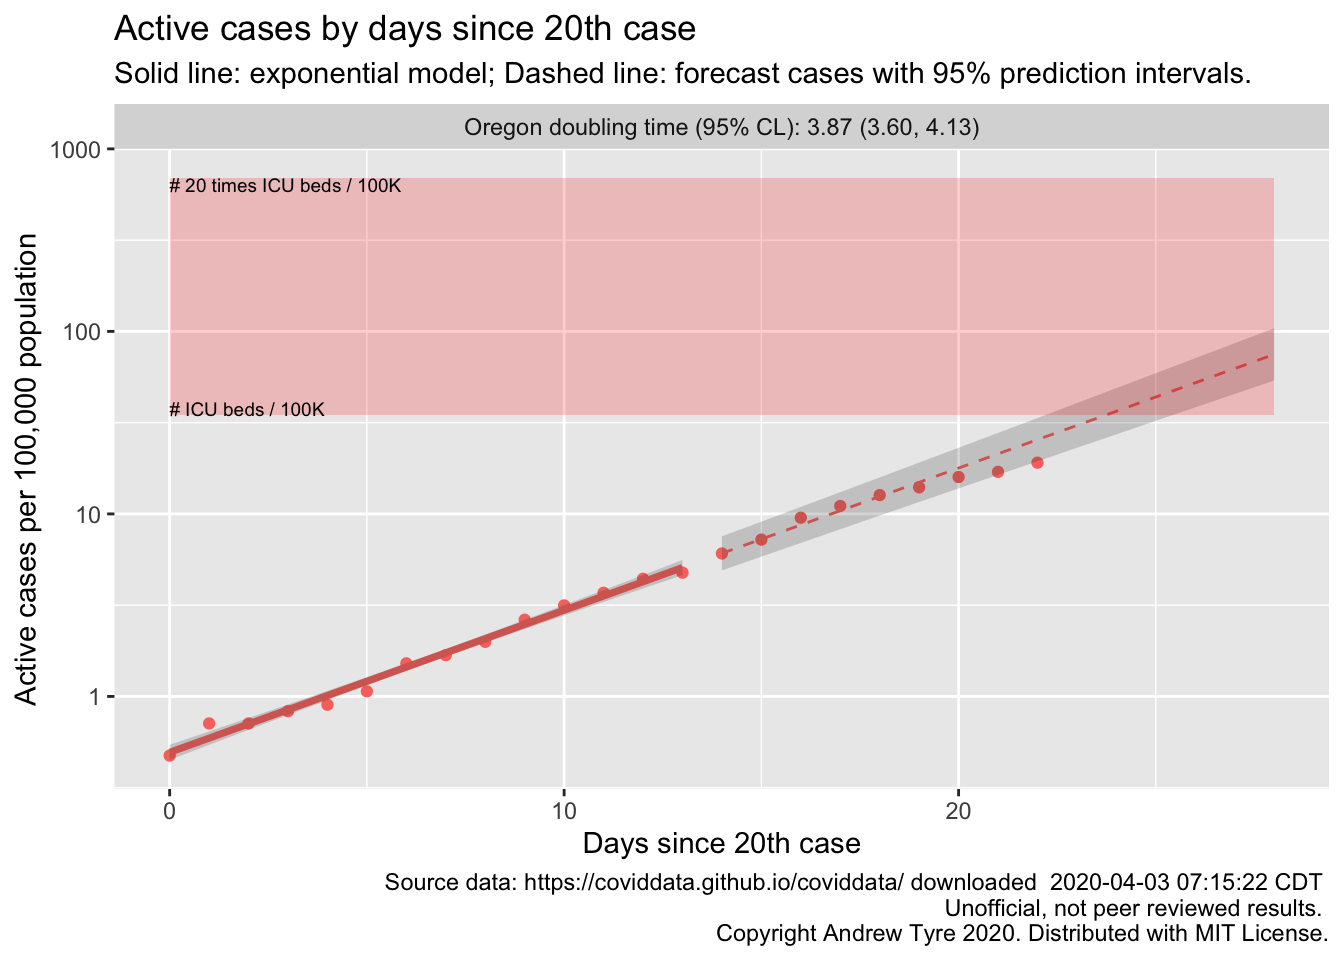 Active cases by days since 20th case
Solid line: exponential model; Dashed line: forecast cases with 95% prediction intervals.
Oregon doubling time (95% CL): 3.87 (3.60, 4.13)
Active cases per 100,000 population
1000
100
10
1
# 20 times ICU beds / 100K
# ICU beds / 100K
0
10
20
Days since 20th case
Source data: https://coviddata.github.io/coviddata/ downloaded  2020-04-03 07:15:22 CDT
Unofficial, not peer reviewed results.
Copyright Andrew Tyre 2020. Distributed with MIT License.